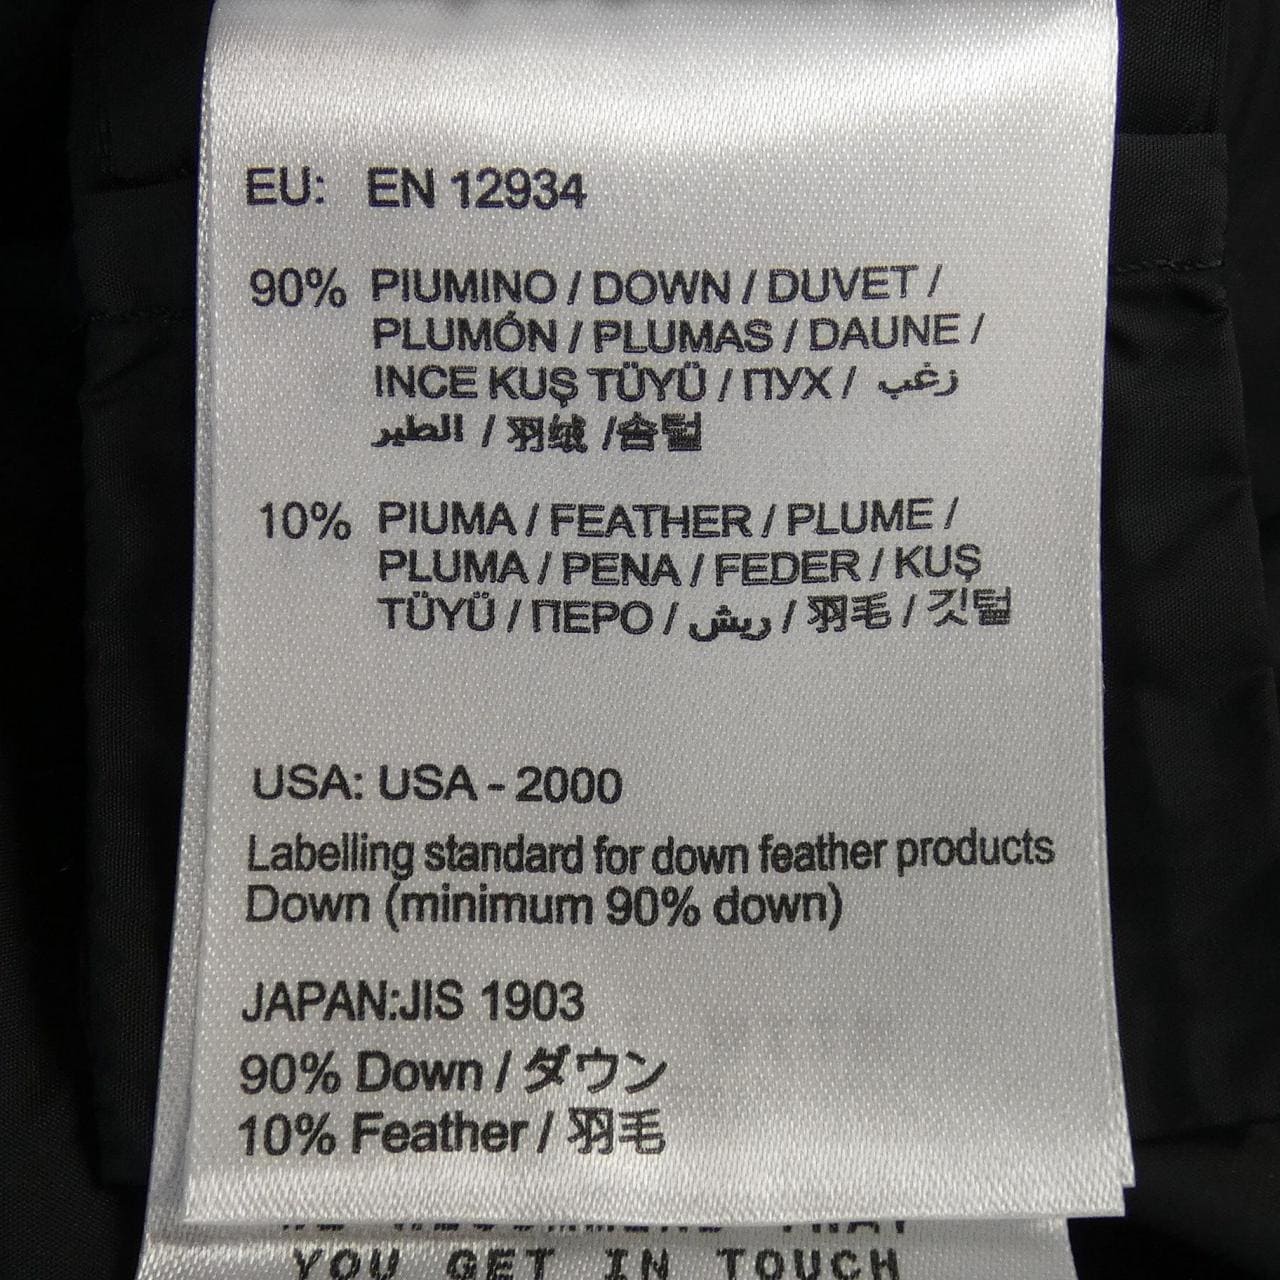 EU: EN 12934
90% PIUMINO / DOWN / DUVET /
PLUMÓN / PLUMAS / DAUNE /
INCE KUŞ TÜYÜ / ПУХ / زغب
الطير / 羽绒 /솜털
10% PIUMA / FEATHER / PLUME /
PLUMA / PENA / FEDER / KUŞ
TÜYÜ / ПЕРО / ريش / 羽毛 / 깃털
USA: USA - 2000
Labelling standard for down feather products
Down (minimum 90% down)
JAPAN:JIS 1903
90% Down / ダウン
10% Feather / 羽毛
YOU GET IN TOUCH